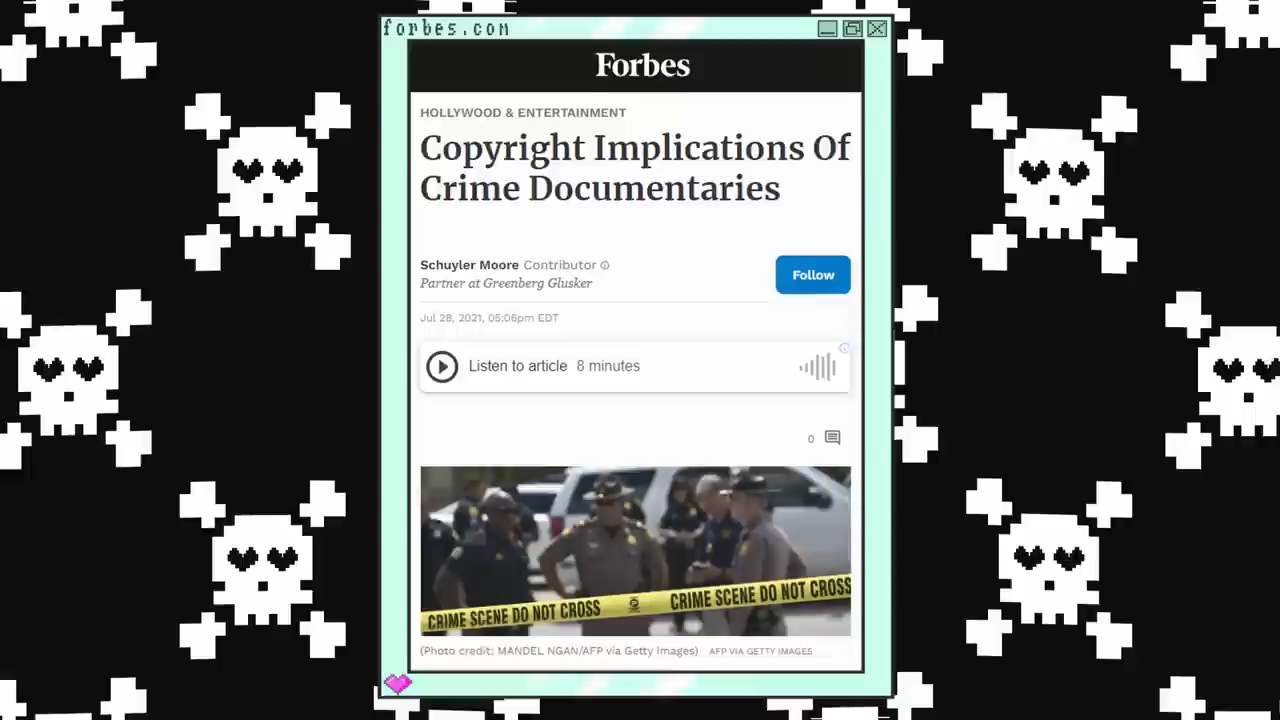 forbes.com
Forbes
HOLLYWOOD & ENTERTAINMENT
Copyright Implications Of
Crime Documentaries
Schuyler Moore Contributor
Partner at Greenberg Glusker
Follow
Jul 28, 2021, 05:06pm EDT
Listen to article 8 minutes
0
CRIME SCENE DO NOT CROSS CRIME SCENE DO NOT CROSS
(Photo credit: MANDEL NGAN/AFP via Getty Images) AFP VIA GETTY IMAGES